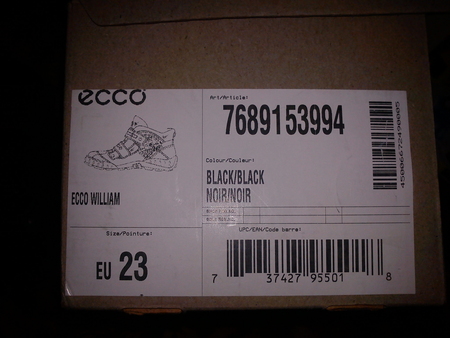 ecco
Art/Article:
7689153994
ECCO WILLIAM
Colour/Couleur:
BLACK/BLACK
NOIR/NOIR
Size/Pointure:
EU 23
UPC/EAN/Code barre:
7 37427 95501 8